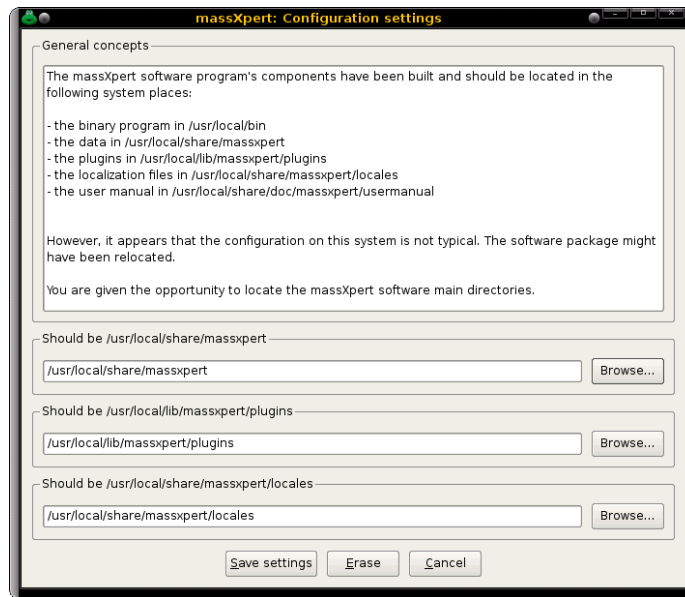 massXpert: Configuration settings
General concepts
The massXpert software program's components have been built and should be located in the
following system places:
- the binary program in /usr/local/bin
- the data in /usr/local/share/massxpert
- the plugins in /usr/local/lib/massxpert/plugins
- the localization files in /usr/local/share/massxpert/locales
- the user manual in /usr/local/share/doc/massxpert/usermanual
However, it appears that the configuration on this system is not typical. The software package might
have been relocated.
You are given the opportunity to locate the massXpert software main directories.
Should be /usr/local/share/massxpert
/usr/local/share/massxpert Browse...
Should be /usr/local/lib/massxpert/plugins
/usr/local/lib/massxpert/plugins Browse...
Should be /usr/local/share/massxpert/locales
/usr/local/share/massxpert/locales Browse...
Save settings Erase Cancel